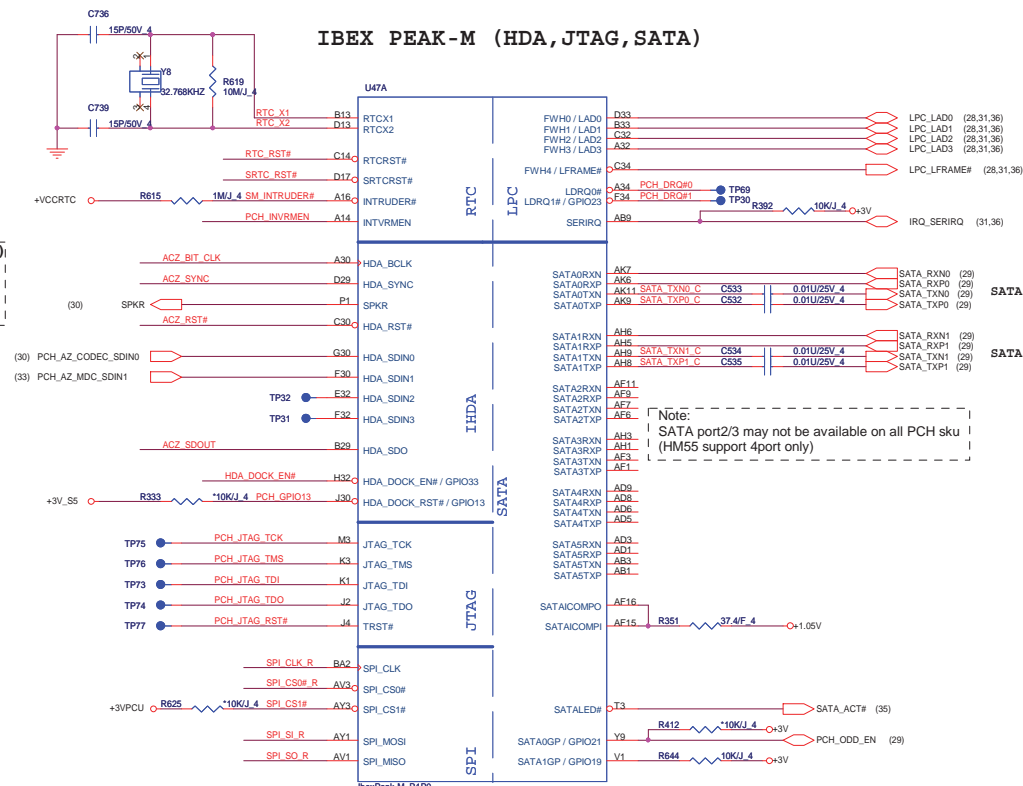 IBEX PEAK-M (HDA,JTAG,SATA)
C736
15P/50V_4
2
1
Y8
32.768KHZ
3
4
R619
10M/J_4
C739
15P/50V_4
U47A
RTC_X1 B13 RTCX1
RTC_X2 D13 RTCX2
RTC_RST# C14 RTCRST#
SRTC_RST# D17 SRTCRST#
+VCCRTC R615 1M/J_4 SM_INTRUDER# A16 INTRUDER#
PCH_INVRMEN A14 INTVRMEN
RTC
LPC
FWH0 / LAD0 D33 LPC_LAD0 (28,31,36)
FWH1 / LAD1 B33 LPC_LAD1 (28,31,36)
FWH2 / LAD2 C32 LPC_LAD2 (28,31,36)
FWH3 / LAD3 A32 LPC_LAD3 (28,31,36)
FWH4 / LFRAME# C34 LPC_LFRAME# (28,31,36)
LDRQ0# A34 PCH_DRQ#0 TP69
LDRQ1# / GPIO23 F34 PCH_DRQ#1 TP30
R392 10K/J_4 +3V
SERIRQ AB9 IRQ_SERIRQ (31,36)
ACZ_BIT_CLK A30 HDA_BCLK
ACZ_SYNC D29 HDA_SYNC
(30) SPKR P1 SPKR
ACZ_RST# C30 HDA_RST#
(30) PCH_AZ_CODEC_SDIN0 G30 HDA_SDIN0
(33) PCH_AZ_MDC_SDIN1 F30 HDA_SDIN1
TP32 E32 HDA_SDIN2
TP31 F32 HDA_SDIN3
ACZ_SDOUT B29 HDA_SDO
HDA_DOCK_EN# H32 HDA_DOCK_EN# / GPIO33
+3V_S5 R333 *10K/J_4 PCH_GPIO13 J30 HDA_DOCK_RST# / GPIO13
IHDA
SATA
SATA0RXN AK7 SATA_RXN0 (29)
SATA0RXP AK6 SATA_RXP0 (29)
SATA0TXN AK11 SATA_TXN0_C C533 0.01U/25V_4 SATA_TXN0 (29)
SATA0TXP AK9 SATA_TXP0_C C532 0.01U/25V_4 SATA_TXP0 (29)
SATA
SATA1RXN AH6 SATA_RXN1 (29)
SATA1RXP AH5 SATA_RXP1 (29)
SATA1TXN AH9 SATA_TXN1_C C534 0.01U/25V_4 SATA_TXN1 (29)
SATA1TXP AH8 SATA_TXP1_C C535 0.01U/25V_4 SATA_TXP1 (29)
SATA
SATA2RXN AF11
SATA2RXP AF9
SATA2TXN AF7
SATA2TXP AF6
SATA3RXN AH3
SATA3RXP AH1
SATA3TXN AF3
SATA3TXP AF1
Note:
SATA port2/3 may not be available on all PCH sku
(HM55 support 4port only)
SATA4RXN AD9
SATA4RXP AD8
SATA4TXN AD6
SATA4TXP AD5
SATA5RXN AD3
SATA5RXP AD1
SATA5TXN AB3
SATA5TXP AB1
TP75 PCH_JTAG_TCK M3 JTAG_TCK
TP76 PCH_JTAG_TMS K3 JTAG_TMS
TP73 PCH_JTAG_TDI K1 JTAG_TDI
TP74 PCH_JTAG_TDO J2 JTAG_TDO
TP77 PCH_JTAG_RST# J4 TRST#
JTAG
SATAICOMPO AF16
SATAICOMPI AF15 R351 37.4/F_4 +1.05V
SPI_CLK_R BA2 SPI_CLK
SPI_CS0#_R AV3 SPI_CS0#
+3VPCU R625 *10K/J_4 SPI_CS1# AY3 SPI_CS1#
SPI_SI_R AY1 SPI_MOSI
SPI_SO_R AV1 SPI_MISO
SPI
SATALED# T3 SATA_ACT# (35)
R412 *10K/J_4 +3V
SATA0GP / GPIO21 Y9 PCH_ODD_EN (29)
SATA1GP / GPIO19 V1 R644 10K/J_4 +3V